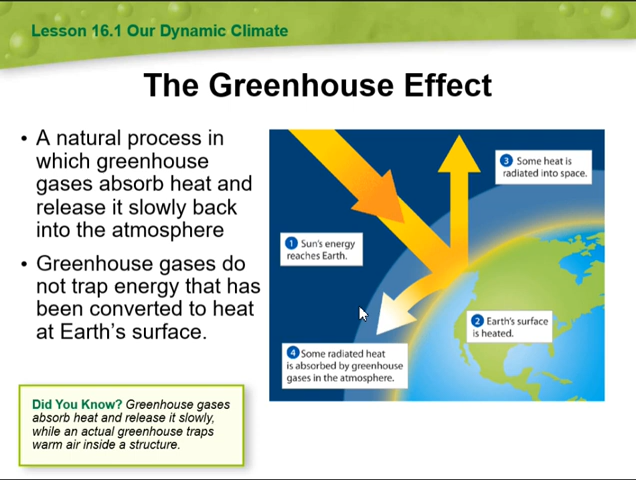 Lesson 16.1 Our Dynamic Climate
The Greenhouse Effect
• A natural process in
which greenhouse
gases absorb heat and
release it slowly back
into the atmosphere
• Greenhouse gases do
not trap energy that has
been converted to heat
at Earth's surface.
Did You Know? Greenhouse gases
absorb heat and release it slowly,
while an actual greenhouse traps
warm air inside a structure.
1 Sun's energy
reaches Earth.
2 Earth's surface
is heated.
3 Some heat is
radiated into space.
4 Some radiated heat
is absorbed by greenhouse
gases in the atmosphere.